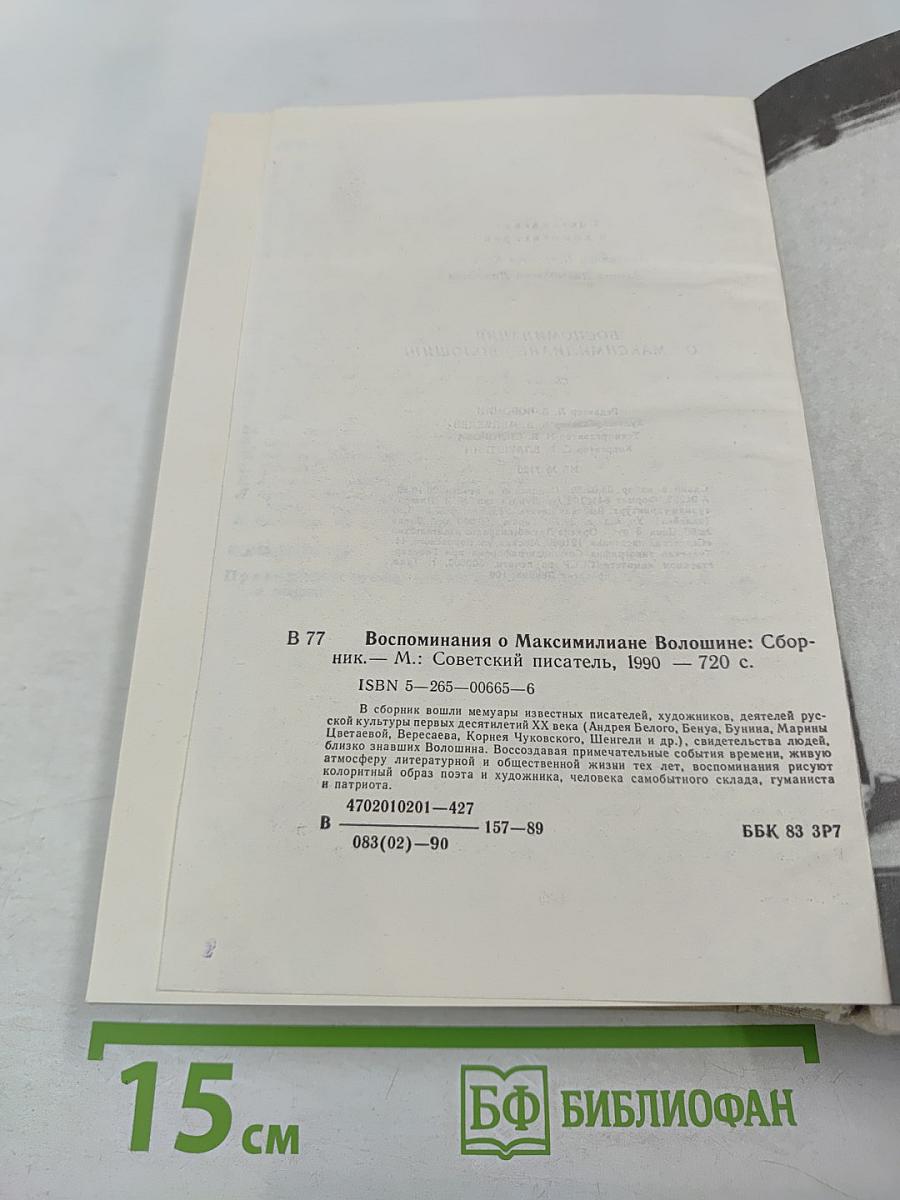 В 77 Воспоминания о Максимилиане Волошине: Сбор-
ник.— М.: Советский писатель, 1990 — 720 с.
ISBN 5—265—00665—6
В сборник вошли мемуары известных писателей, художников, деятелей рус-
ской культуры первых десятилетий XX века (Андрея Белого, Бенуа, Бунина, Марины
Цветаевой, Вересаева, Корнея Чуковского, Шенгели и др.), свидетельства людей,
близко знавших Волошина. Воссоздавая примечательные события времени, живую
атмосферу литературной и общественной жизни тех лет, воспоминания рисуют
колоритный образ поэта и художника, человека самобытного склада, гуманиста
и патриота.
4702010201—427
В 157—89
083(02)—90
ББК 83 3Р7
2
15 см
БФ БИБЛИОФАН